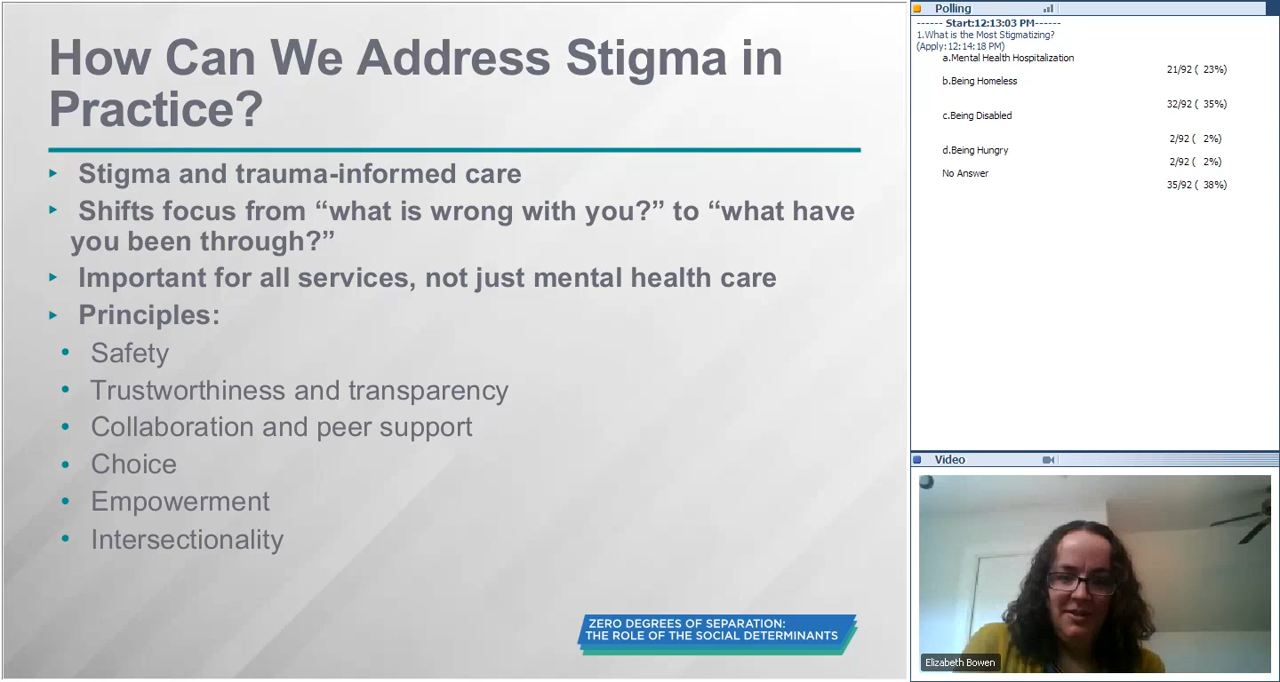 How Can We Address Stigma in
Practice?
Stigma and trauma-informed care
Shifts focus from “what is wrong with you?” to “what have
you been through?”
Important for all services, not just mental health care
Principles:
Safety
Trustworthiness and transparency
Collaboration and peer support
Choice
Empowerment
Intersectionality
ZERO DEGREES OF SEPARATION:
THE ROLE OF THE SOCIAL DETERMINANTS
Polling
------ Start:12:13:03 PM------
1.What is the Most Stigmatizing?
(Apply:12:14:18 PM)
a.Mental Health Hospitalization
21/92 ( 23%)
b.Being Homeless
32/92 ( 35%)
c.Being Disabled
2/92 ( 2%)
d.Being Hungry
2/92 ( 2%)
No Answer
35/92 ( 38%)
Video
Elizabeth Bowen